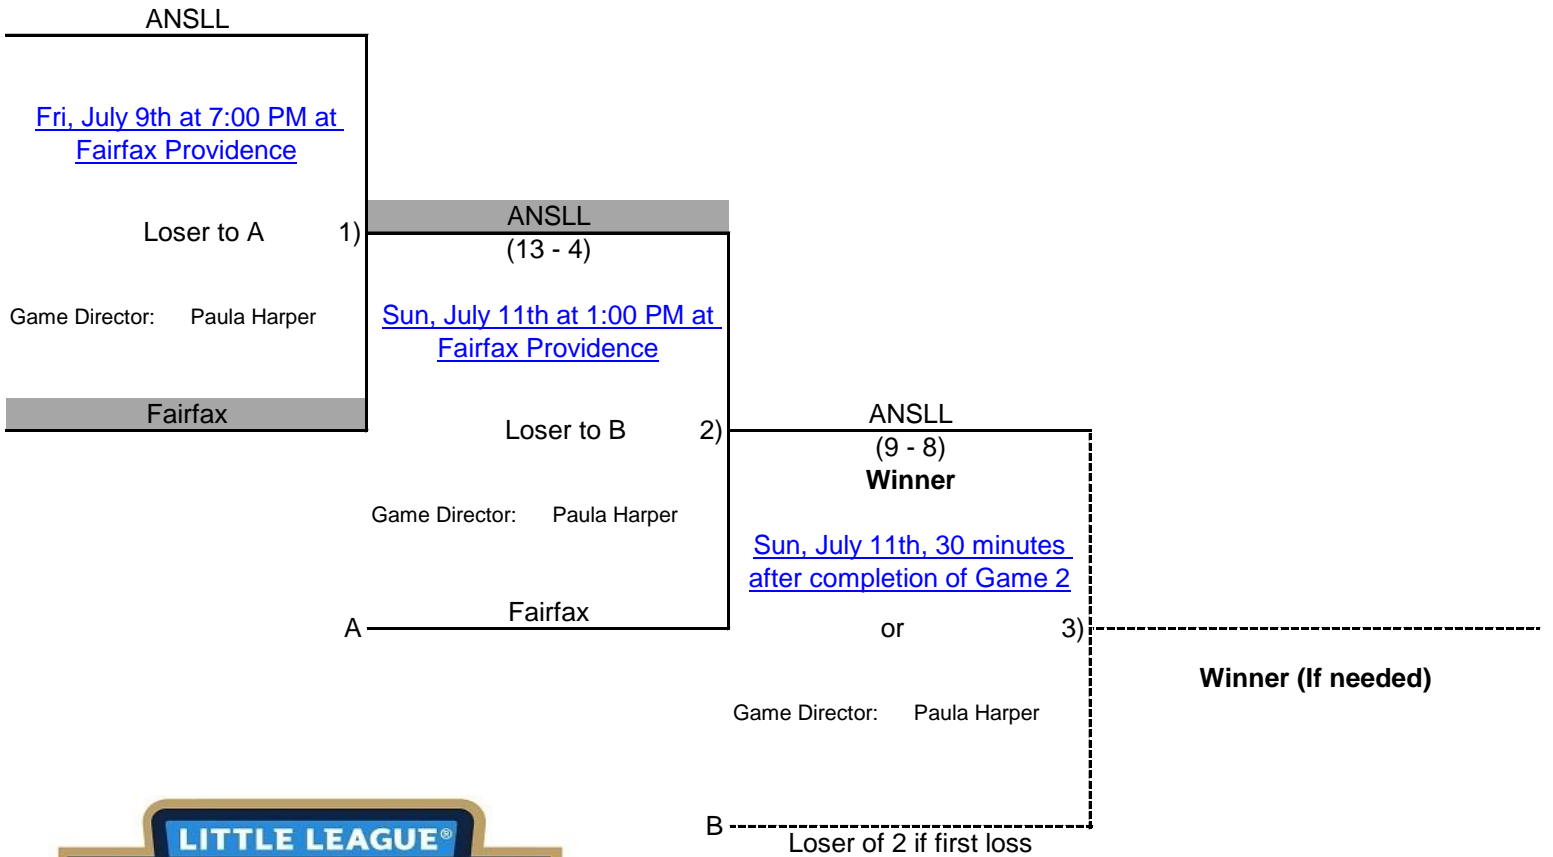 ANSLL
Fri, July 9th at 7:00 PM at
Fairfax Providence
Loser to A 1)
Game Director: Paula Harper
Fairfax
ANSLL
(13 - 4)
Sun, July 11th at 1:00 PM at
Fairfax Providence
Loser to B 2)
Game Director: Paula Harper
Fairfax
A
ANSLL
(9 - 8)
Winner
Sun, July 11th, 30 minutes
after completion of Game 2
or 3)
Game Director: Paula Harper
B
Loser of 2 if first loss
Winner (If needed)
LITTLE LEAGUE®